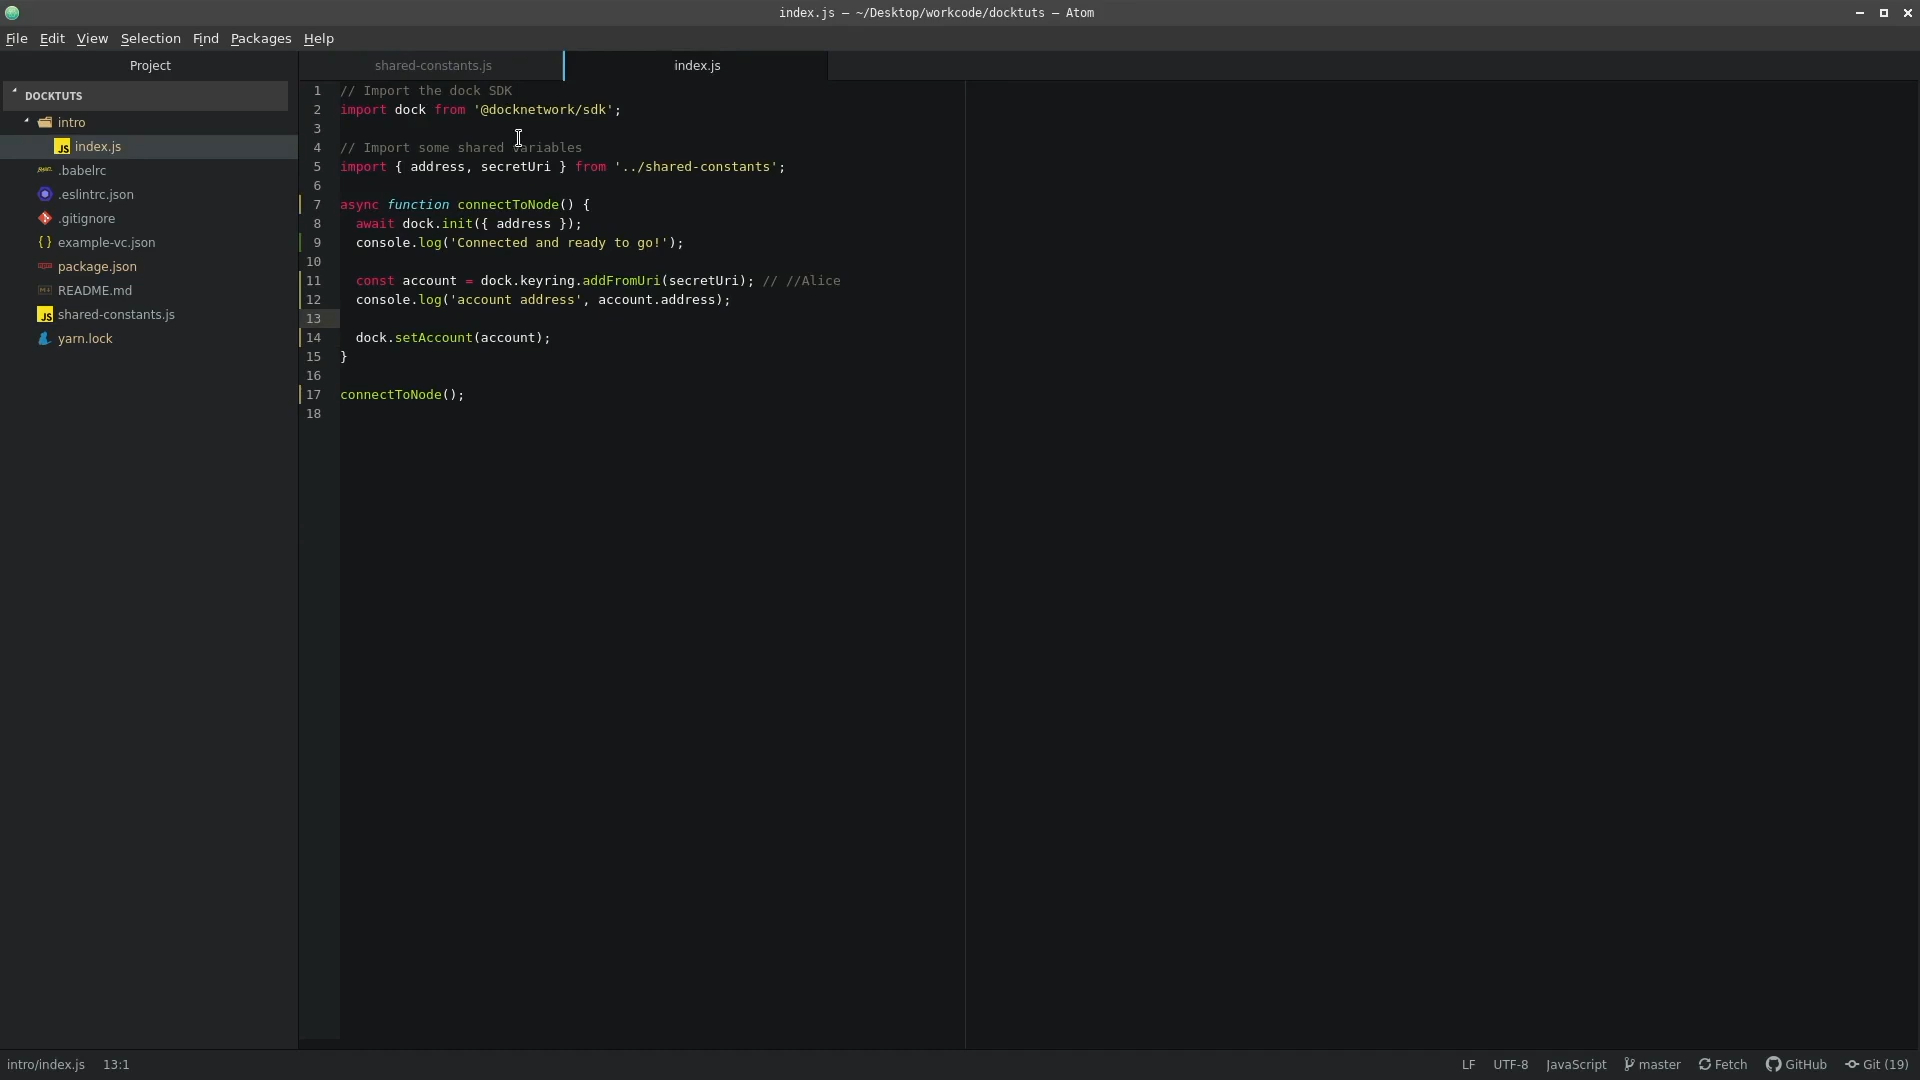 index.js — ~/Desktop/workcode/docktuts — Atom
File Edit View Selection Find Packages Help
Project
DOCKTUTS
intro
JS index.js
.babelrc
.eslintrc.json
.gitignore
{} example-vc.json
package.json
README.md
JS shared-constants.js
yarn.lock
shared-constants.js
index.js
1 // Import the dock SDK
2 import dock from '@docknetwork/sdk';
3
4 // Import some shared variables
5 import { address, secretUri } from '../shared-constants';
6
7 async function connectToNode() {
8 await dock.init({ address });
9 console.log('Connected and ready to go!');
10
11 const account = dock.keyring.addFromUri(secretUri); // //Alice
12 console.log('account address', account.address);
13
14 dock.setAccount(account);
15 }
16
17 connectToNode();
18
intro/index.js 13:1
LF UTF-8 JavaScript master Fetch GitHub Git (19)